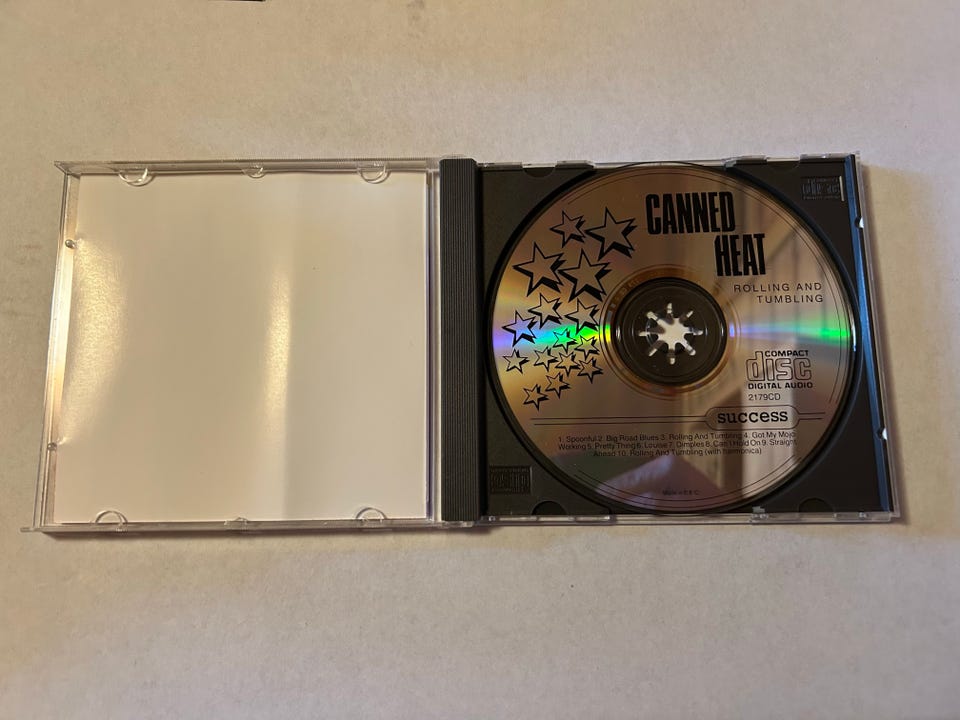 CANNED
HEAT
ROLLING AND
TUMBLING
COMPACT
disc
DIGITAL AUDIO
2179CD
success
1. Spoonful 2. Big Road Blues 3. Rolling And Tumbling 4. Got My Mojo
Working 5. Pretty Thing 6. Louise 7. Dimples 8. Can I Hold On 9. Straight
Ahead 10. Rolling And Tumbling (with harmonica)
Made in E.E.C.